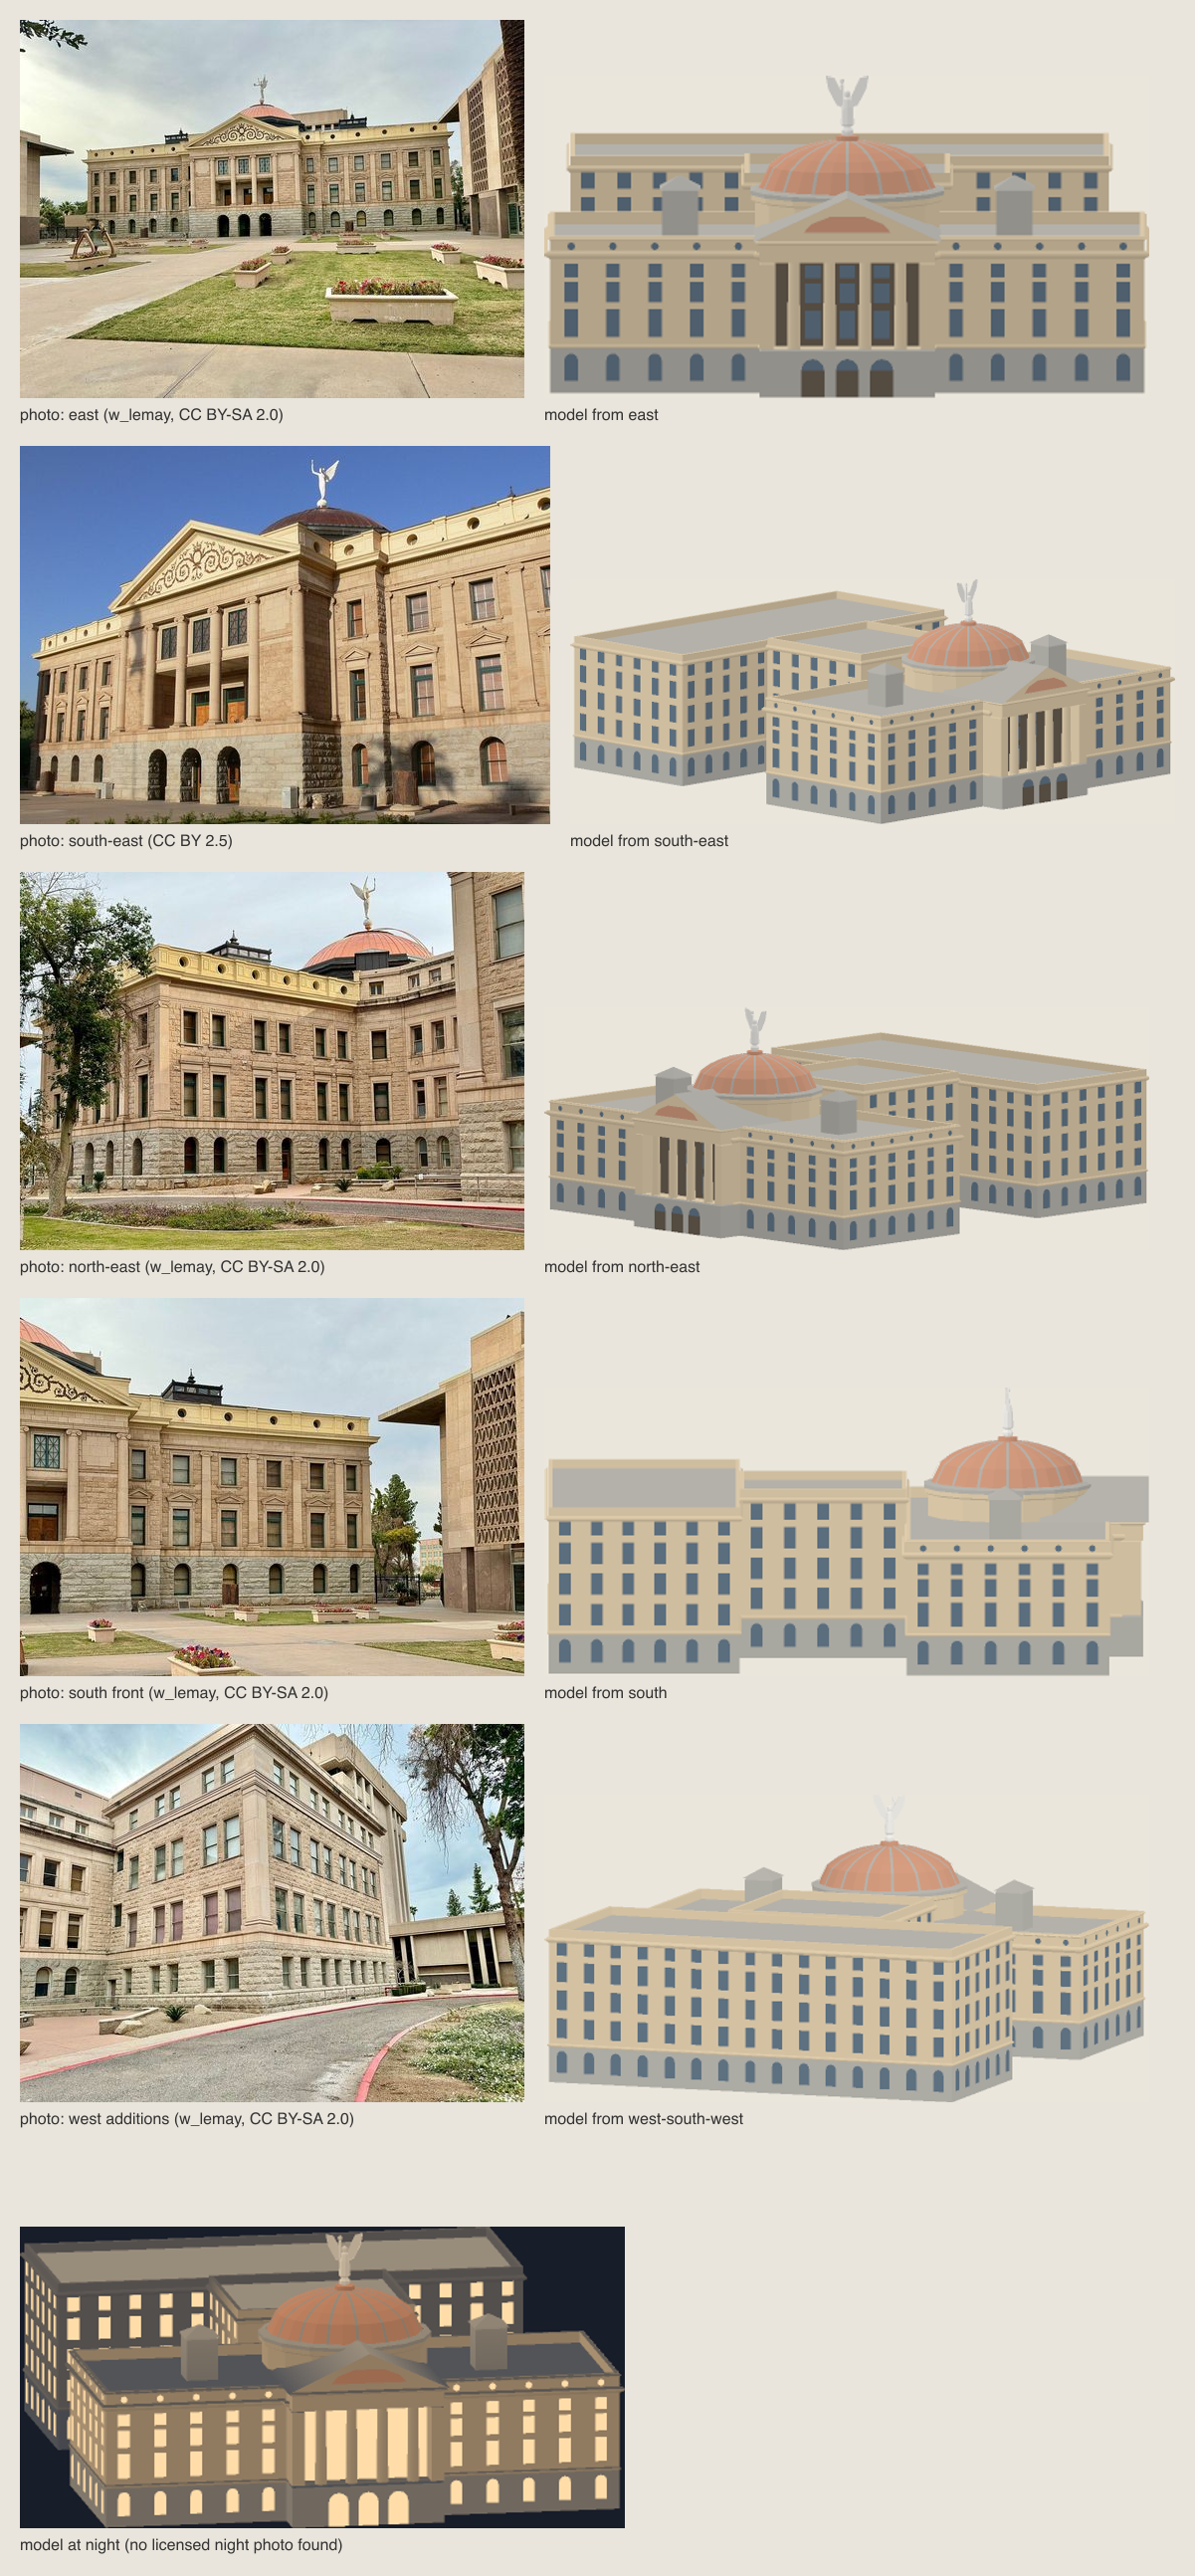 photo: east (w_lemay, CC BY-SA 2.0)
model from east
photo: south-east (CC BY 2.5)
model from south-east
photo: north-east (w_lemay, CC BY-SA 2.0)
model from north-east
photo: south front (w_lemay, CC BY-SA 2.0)
model from south
photo: west additions (w_lemay, CC BY-SA 2.0)
model from west-south-west
model at night (no licensed night photo found)